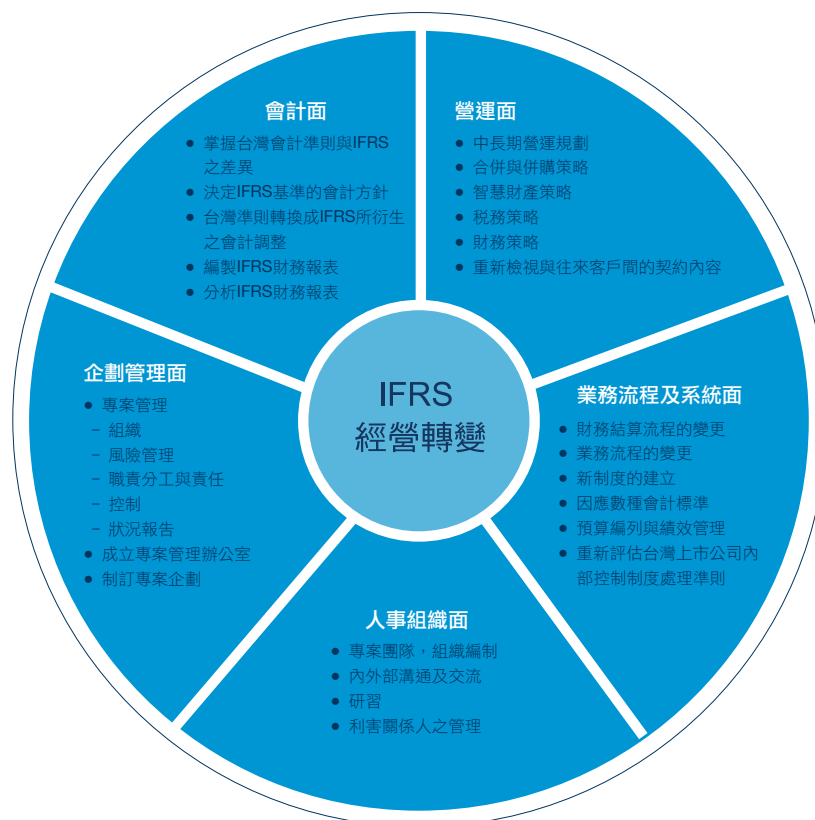 會計面
● 掌握台灣會計準則與IFRS
之差異
● 決定IFRS基準的會計方針
● 台灣準則轉換成IFRS所衍生
之會計調整
● 編製IFRS財務報表
● 分析IFRS財務報表
營運面
● 中長期營運規劃
● 合併與併購策略
● 智慧財產策略
● 稅務策略
● 財務策略
● 重新檢視與往來客戶間的契約內容
企劃管理面
● 專案管理
– 組織
– 風險管理
– 職責分工與責任
– 控制
– 狀況報告
● 成立專案管理辦公室
● 制訂專案企劃
IFRS
經營轉變
業務流程及系統面
● 財務結算流程的變更
● 業務流程的變更
● 新制度的建立
● 因應數種會計標準
● 預算編列與績效管理
● 重新評估台灣上市公司內
部控制制度處理準則
人事組織面
● 專案團隊，組織編制
● 內外部溝通及交流
● 研習
● 利害關係人之管理